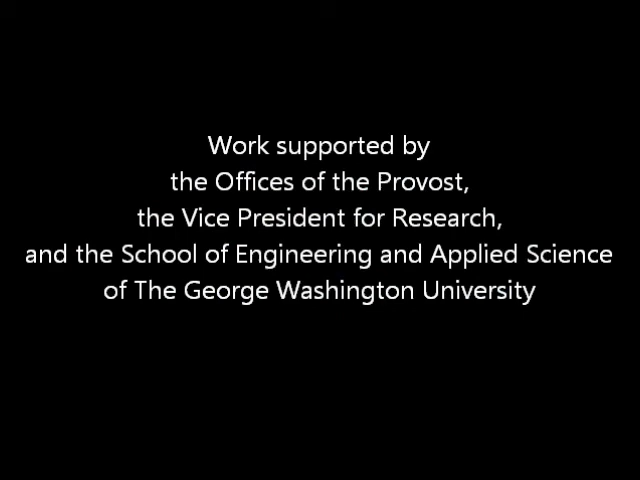 Work supported by
the Offices of the Provost,
the Vice President for Research,
and the School of Engineering and Applied Science
of The George Washington University